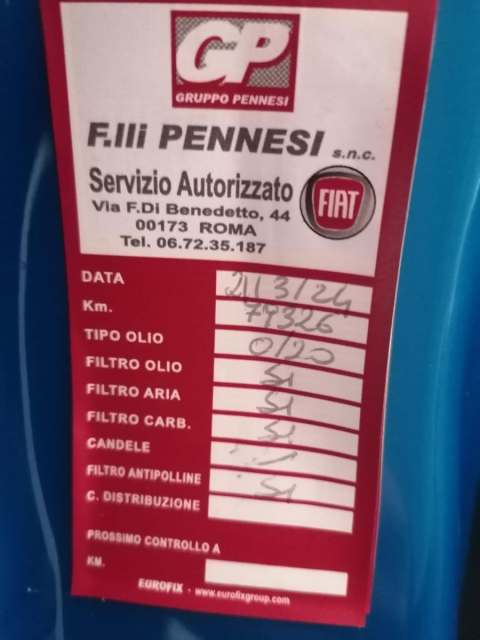 GP
GRUPPO PENNESI
F.lli PENNESI s.n.c.
Servizio Autorizzato
FIAT
Via F.Di Benedetto, 44
00173 ROMA
Tel. 06.72.35.187
DATA 21/3/24
Km. 74326
TIPO OLIO 0/20
FILTRO OLIO SI
FILTRO ARIA SI
FILTRO CARB. SI
CANDELE
FILTRO ANTIPOLLINE SI
C. DISTRIBUZIONE
PROSSIMO CONTROLLO A
KM.
EUROFIX - www.eurofixgroup.com